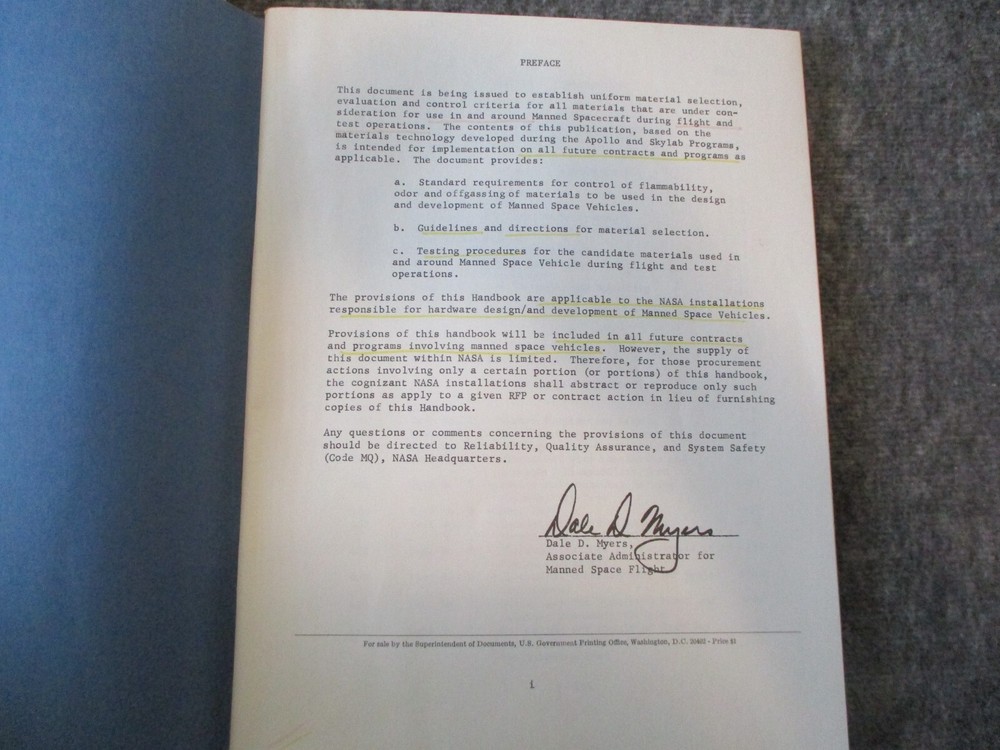 PREFACE
This document is being issued to establish uniform material selection,
evaluation and control criteria for all materials that are under con-
sideration for use in and around Manned Spacecraft during flight and
test operations. The contents of this publication, based on the
materials technology developed during the Apollo and Skylab Programs,
is intended for implementation on all future contracts and programs as
applicable. The document provides:
a. Standard requirements for control of flammability,
odor and offgassing of materials to be used in the design
and development of Manned Space Vehicles.
b. Guidelines and directions for material selection.
c. Testing procedures for the candidate materials used in
and around Manned Space Vehicle during flight and test
operations.
The provisions of this Handbook are applicable to the NASA installations
responsible for hardware design/and development of Manned Space Vehicles.
Provisions of this handbook will be included in all future contracts
and programs involving manned space vehicles. However, the supply of
this document within NASA is limited. Therefore, for those procurement
actions involving only a certain portion (or portions) of this handbook,
the cognizant NASA installations shall abstract or reproduce only such
portions as apply to a given RFP or contract action in lieu of furnishing
copies of this Handbook.
Any questions or comments concerning the provisions of this document
should be directed to Reliability, Quality Assurance, and System Safety
(Code MQ), NASA Headquarters.
Dale D Myers
Dale D. Myers,
Associate Administrator for
Manned Space Flight
For sale by the Superintendent of Documents, U.S. Government Printing Office, Washington, D.C. 20402 - Price $3
i